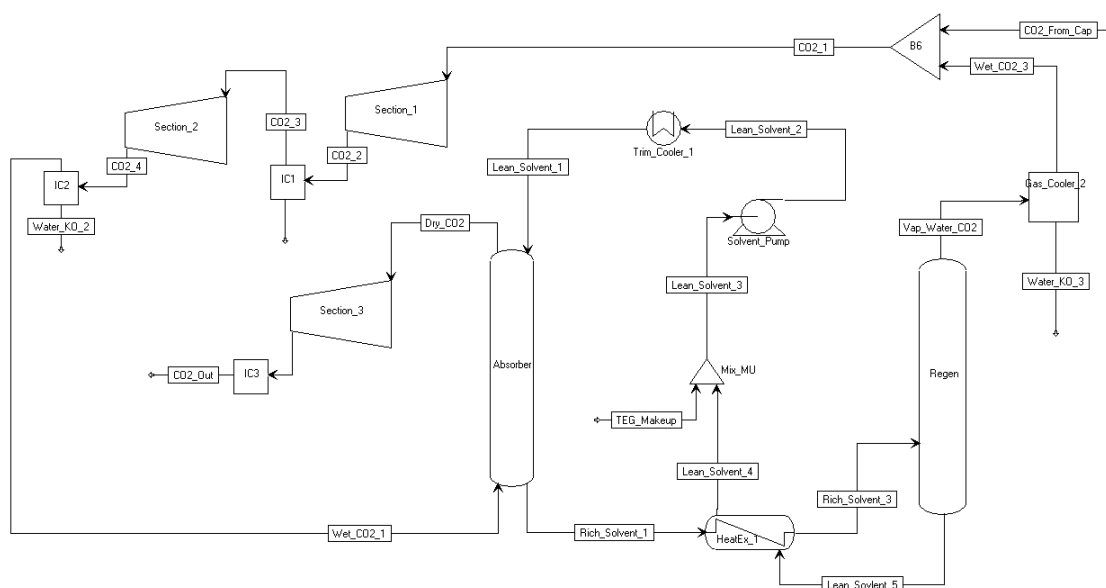 CO2_From_Cap
CO2_1
B6
Wet_CO2_3
Section_1
Section_2
CO2_3
Lean_Solvent_2
Trim_Cooler_1
CO2_4
CO2_2
Lean_Solvent_1
IC2
IC1
Gas_Cooler_2
Water_KO_2
Dry_CO2
Solvent_Pump
Vap_Water_CO2
Lean_Solvent_3
Water_KO_3
Section_3
Absorber
Regen
CO2_Out
IC3
Mix_MU
TEG_Makeup
Lean_Solvent_4
Rich_Solvent_3
Wet_CO2_1
Rich_Solvent_1
HeatEx_1
Lean_Sovlent_5